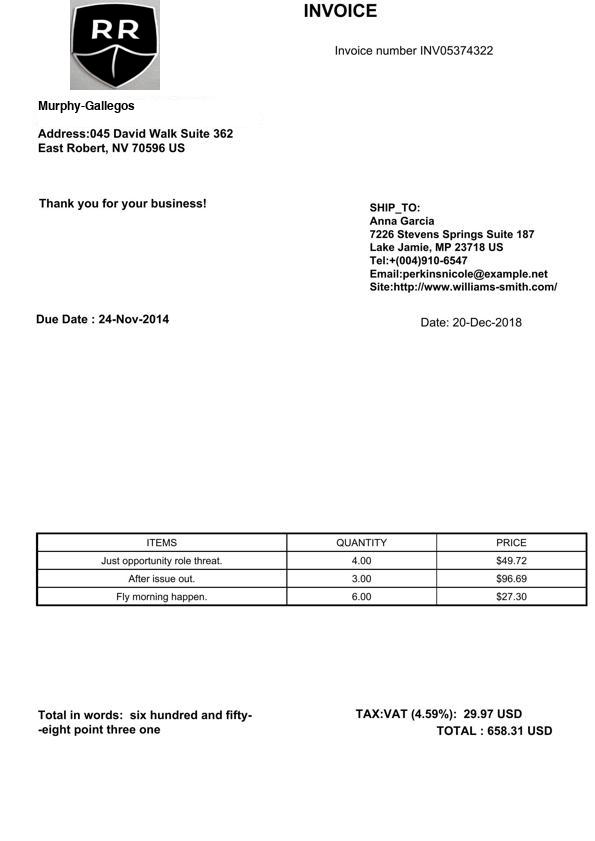 RR
INVOICE
Invoice number INV05374322
Murphy-Gallegos
Address:045 David Walk Suite 362
East Robert, NV 70596 US
Thank you for your business!
SHIP_TO:
Anna Garcia
7226 Stevens Springs Suite 187
Lake Jamie, MP 23718 US
Tel:+(004)910-6547
Email:perkinsnicole@example.net
Site:http://www.williams-smith.com/
Due Date : 24-Nov-2014
Date: 20-Dec-2018
ITEMS QUANTITY PRICE
Just opportunity role threat. 4.00 $49.72
After issue out. 3.00 $96.69
Fly morning happen. 6.00 $27.30
Total in words: six hundred and fifty-
-eight point three one
TAX:VAT (4.59%): 29.97 USD
TOTAL : 658.31 USD